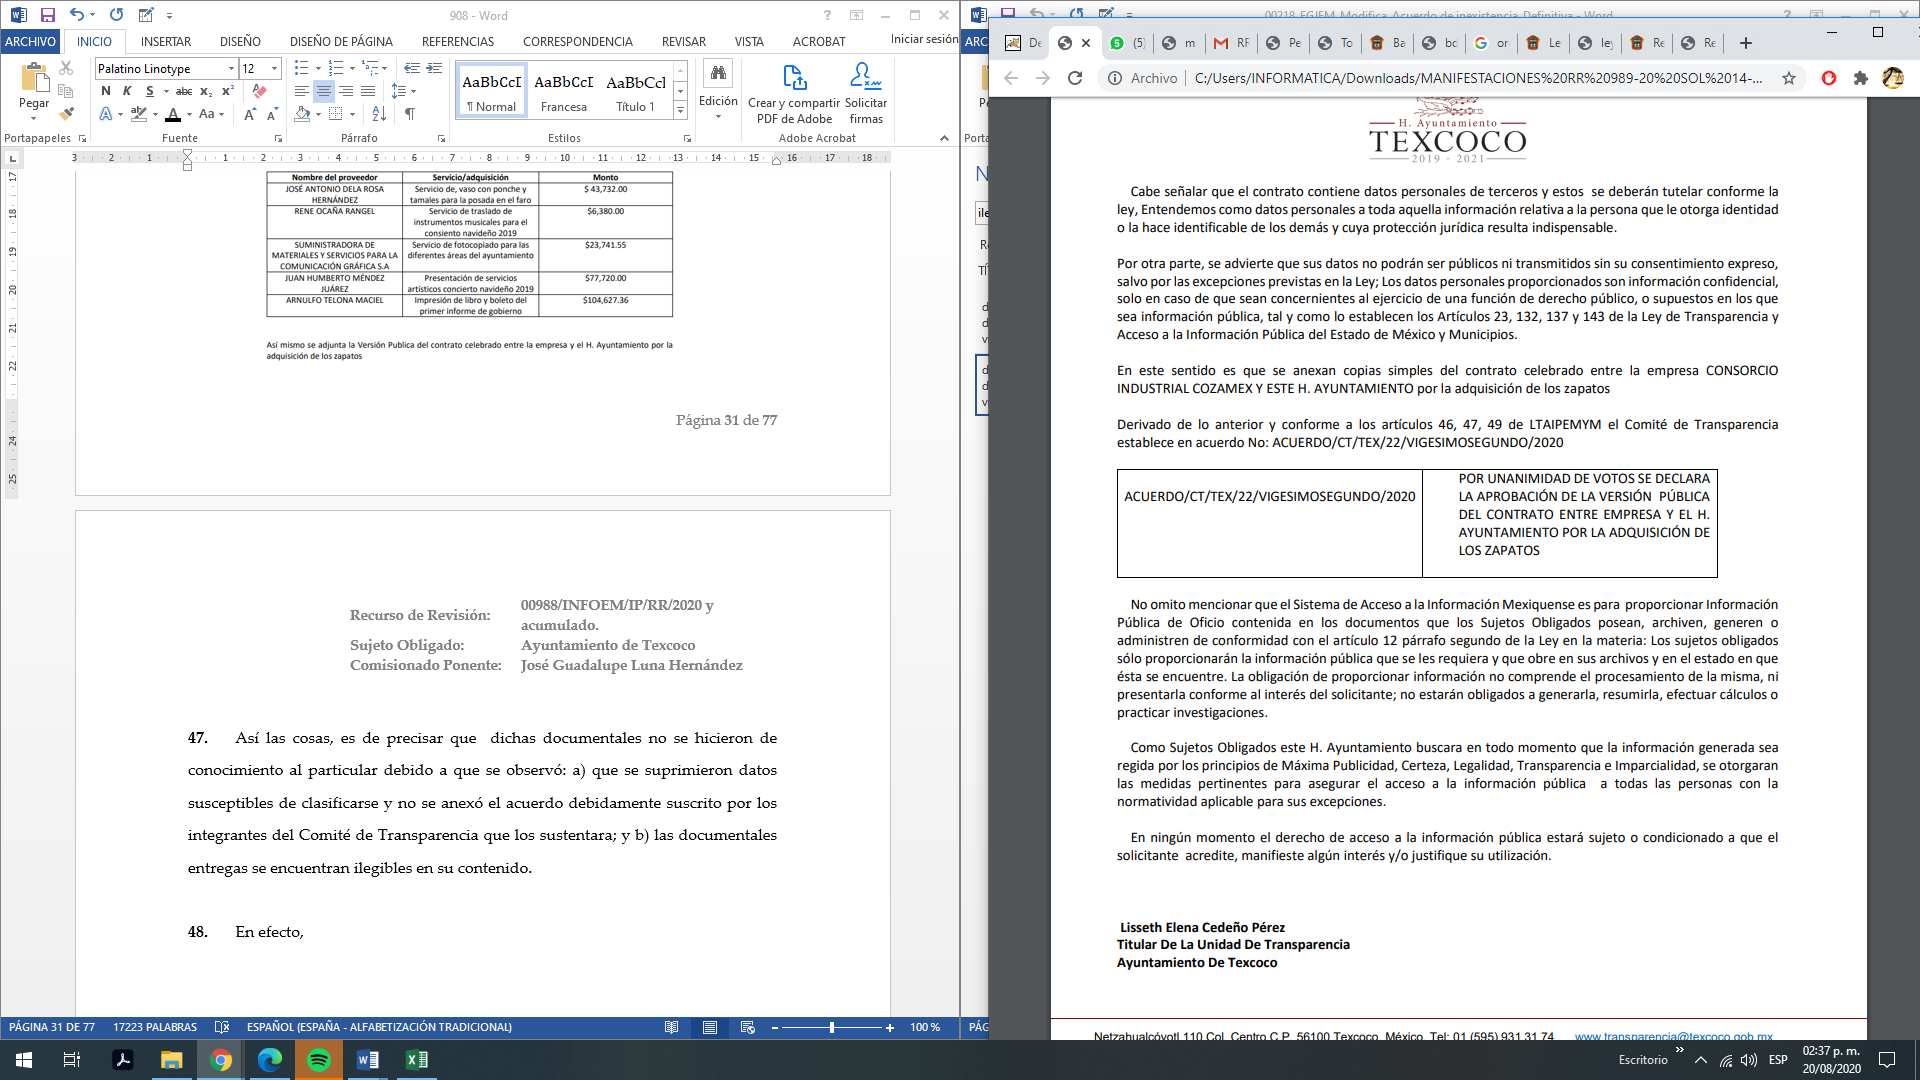 908 - Word
ARCHIVO INICIO INSERTAR DISEÑO DISEÑO DE PÁGINA REFERENCIAS CORRESPONDENCIA REVISAR VISTA ACROBAT Iniciar sesión
Palatino Linotype 12
Pegar
N K S abc x₂ x²
AaBbCcI AaBbCcI AaBbCcl
¶ Normal Francesa Título 1
Edición
Crear y compartir PDF de Adobe
Solicitar firmas
Portapapeles Fuente Párrafo Estilos Adobe Acrobat
Nombre del proveedor Servicio/adquisición Monto
JOSÉ ANTONIO DELA ROSA HERNÁNDEZ Servicio de, vaso con ponche y tamales para la posada en el faro $ 43,732.00
RENE OCAÑA RANGEL Servicio de traslado de instrumentos musicales para el consiento navideño 2019 $6,380.00
SUMINISTRADORA DE MATERIALES Y SERVICIOS PARA LA COMUNICACIÓN GRÁFICA S.A Servicio de fotocopiado para las diferentes áreas del ayuntamiento $23,741.55
JUAN HUMBERTO MÉNDEZ JUÁREZ Presentación de servicios artísticos concierto navideño 2019 $77,720.00
ARNULFO TELONA MACIEL Impresión de libro y boleto del primer informe de gobierno $104,627.36
Así mismo se adjunta la Versión Publica del contrato celebrado entre la empresa y el H. Ayuntamiento por la
adquisición de los zapatos
Página 31 de 77
Recurso de Revisión: 00988/INFOEM/IP/RR/2020 y acumulado.
Sujeto Obligado: Ayuntamiento de Texcoco
Comisionado Ponente: José Guadalupe Luna Hernández
47. Así las cosas, es de precisar que dichas documentales no se hicieron de
conocimiento al particular debido a que se observó: a) que se suprimieron datos
susceptibles de clasificarse y no se anexó el acuerdo debidamente suscrito por los
integrantes del Comité de Transparencia que los sustentara; y b) las documentales
entregas se encuentran ilegibles en su contenido.
48. En efecto,
PÁGINA 31 DE 77 17223 PALABRAS ESPAÑOL (ESPAÑA - ALFABETIZACIÓN TRADICIONAL) 100 %
00218_FGJEM_Modifica_Acuerdo de inexistencia_Definitiva - Word
Archivo C:/Users/INFORMATICA/Downloads/MANIFESTACIONES%20RR%20989-20%20SOL%2014-...
H. Ayuntamiento
TEXCOCO
2019 - 2021
Cabe señalar que el contrato contiene datos personales de terceros y estos se deberán tutelar conforme la
ley, Entendemos como datos personales a toda aquella información relativa a la persona que le otorga identidad
o la hace identificable de los demás y cuya protección jurídica resulta indispensable.
Por otra parte, se advierte que sus datos no podrán ser públicos ni transmitidos sin su consentimiento expreso,
salvo por las excepciones previstas en la Ley; Los datos personales proporcionados son información confidencial,
solo en caso de que sean concernientes al ejercicio de una función de derecho público, o supuestos en los que
sea información pública, tal y como lo establecen los Artículos 23, 132, 137 y 143 de la Ley de Transparencia y
Acceso a la Información Pública del Estado de México y Municipios.
En este sentido es que se anexan copias simples del contrato celebrado entre la empresa CONSORCIO
INDUSTRIAL COZAMEX Y ESTE H. AYUNTAMIENTO por la adquisición de los zapatos
Derivado de lo anterior y conforme a los artículos 46, 47, 49 de LTAIPEMYM el Comité de Transparencia
establece en acuerdo No: ACUERDO/CT/TEX/22/VIGESIMOSEGUNDO/2020
ACUERDO/CT/TEX/22/VIGESIMOSEGUNDO/2020
POR UNANIMIDAD DE VOTOS SE DECLARA
LA APROBACIÓN DE LA VERSIÓN PÚBLICA
DEL CONTRATO ENTRE EMPRESA Y EL H.
AYUNTAMIENTO POR LA ADQUISICIÓN DE
LOS ZAPATOS
No omito mencionar que el Sistema de Acceso a la Información Mexiquense es para proporcionar Información
Pública de Oficio contenida en los documentos que los Sujetos Obligados posean, archiven, generen o
administren de conformidad con el artículo 12 párrafo segundo de la Ley en la materia: Los sujetos obligados
sólo proporcionarán la información pública que se les requiera y que obre en sus archivos y en el estado en que
ésta se encuentre. La obligación de proporcionar información no comprende el procesamiento de la misma, ni
presentarla conforme al interés del solicitante; no estarán obligados a generarla, resumirla, efectuar cálculos o
practicar investigaciones.
Como Sujetos Obligados este H. Ayuntamiento buscara en todo momento que la información generada sea
regida por los principios de Máxima Publicidad, Certeza, Legalidad, Transparencia e Imparcialidad, se otorgaran
las medidas pertinentes para asegurar el acceso a la información pública a todas las personas con la
normatividad aplicable para sus excepciones.
En ningún momento el derecho de acceso a la información pública estará sujeto o condicionado a que el
solicitante acredite, manifieste algún interés y/o justifique su utilización.
Lisseth Elena Cedeño Pérez
Titular De La Unidad De Transparencia
Ayuntamiento De Texcoco
Netzahualcóyotl 110 Col. Centro C.P. 56100 Texcoco, México. Tel: 01 (595) 931 31 74 www.transparencia@texcoco.gob.mx
Escritorio ESP 02:37 p. m.
20/08/2020